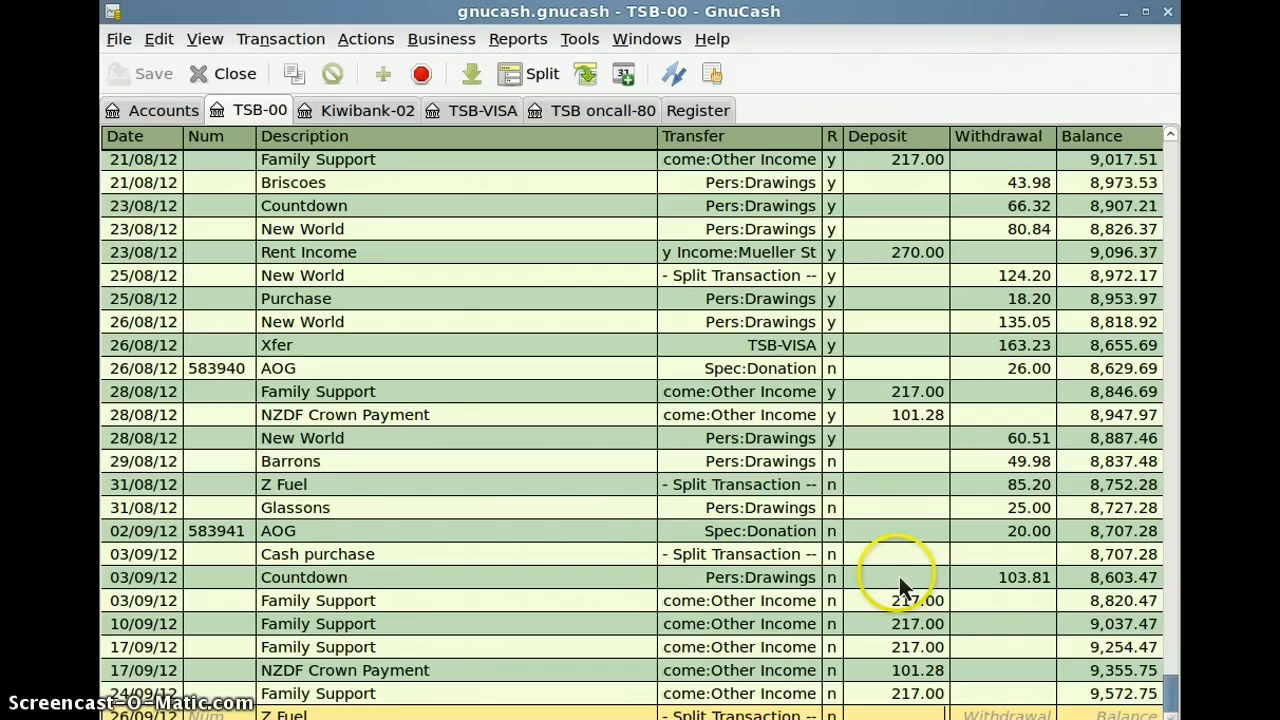 gnucash.gnucash - TSB-00 - GnuCash
File Edit View Transaction Actions Business Reports Tools Windows Help
Save Close Split 31
Accounts TSB-00 Kiwibank-02 TSB-VISA TSB oncall-80 Register
Date Num Description Transfer R Deposit Withdrawal Balance
21/08/12 Family Support come:Other Income y 217.00 9,017.51
21/08/12 Briscoes Pers:Drawings y 43.98 8,973.53
23/08/12 Countdown Pers:Drawings y 66.32 8,907.21
23/08/12 New World Pers:Drawings y 80.84 8,826.37
23/08/12 Rent Income y Income:Mueller St y 270.00 9,096.37
25/08/12 New World - Split Transaction -- y 124.20 8,972.17
25/08/12 Purchase Pers:Drawings y 18.20 8,953.97
26/08/12 New World Pers:Drawings y 135.05 8,818.92
26/08/12 Xfer TSB-VISA y 163.23 8,655.69
26/08/12 583940 AOG Spec:Donation n 26.00 8,629.69
28/08/12 Family Support come:Other Income y 217.00 8,846.69
28/08/12 NZDF Crown Payment come:Other Income y 101.28 8,947.97
28/08/12 New World Pers:Drawings y 60.51 8,887.46
29/08/12 Barrons Pers:Drawings n 49.98 8,837.48
31/08/12 Z Fuel - Split Transaction -- n 85.20 8,752.28
31/08/12 Glassons Pers:Drawings n 25.00 8,727.28
02/09/12 583941 AOG Spec:Donation n 20.00 8,707.28
03/09/12 Cash purchase - Split Transaction -- n 8,707.28
03/09/12 Countdown Pers:Drawings n 103.81 8,603.47
03/09/12 Family Support come:Other Income n 217.00 8,820.47
10/09/12 Family Support come:Other Income n 217.00 9,037.47
17/09/12 Family Support come:Other Income n 217.00 9,254.47
17/09/12 NZDF Crown Payment come:Other Income n 101.28 9,355.75
24/09/12 Family Support come:Other Income n 217.00 9,572.75
26/09/12 Num Z Fuel - Split Transaction -- n Withdrawal Balance
Screencast-O-Matic.com